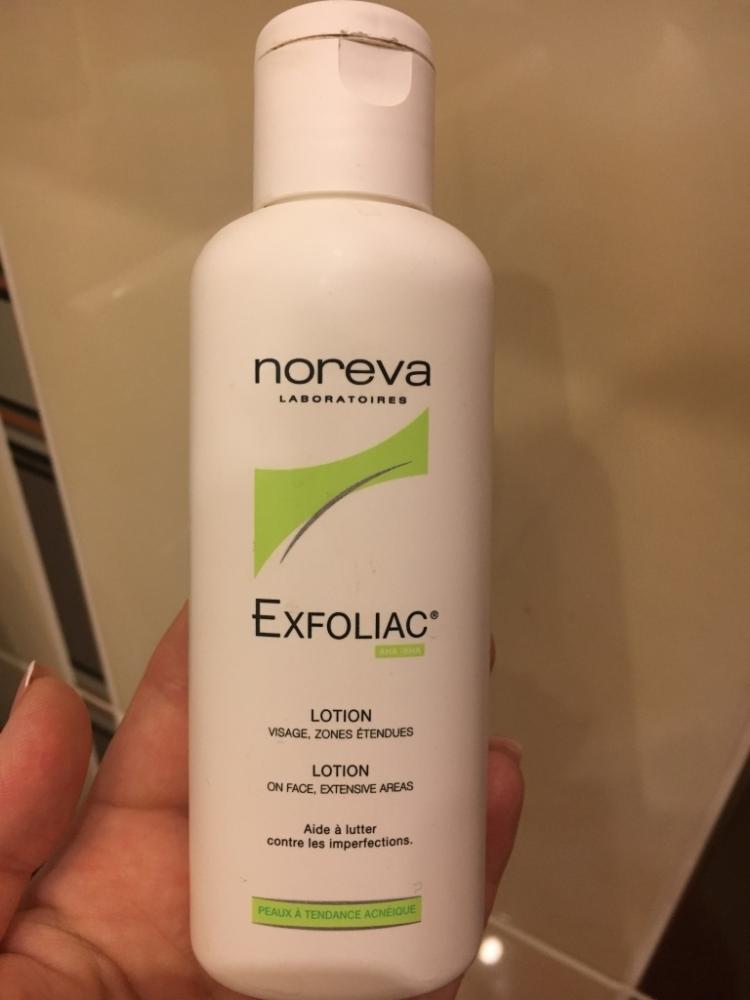 noreva
LABORATOIRES
EXFOLIAC®
AHA /BHA
LOTION
VISAGE, ZONES ÉTENDUES
LOTION
ON FACE, EXTENSIVE AREAS
Aide à lutter
contre les imperfections.
PEAUX À TENDANCE ACNÉIQUE